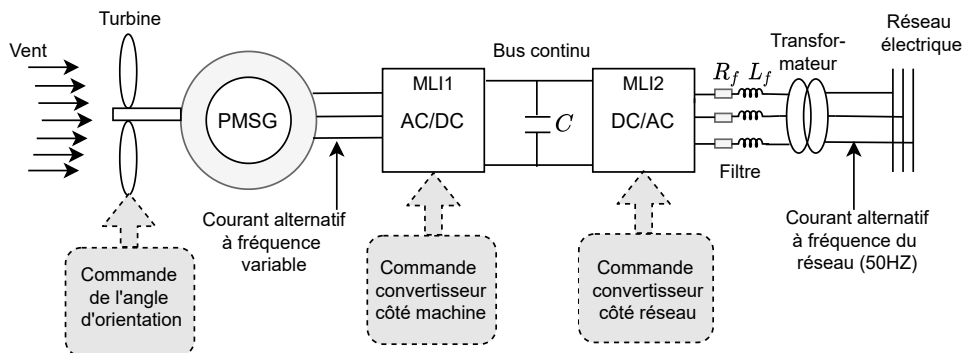 Turbine
Vent
PMSG
MLI1
AC/DC
Bus continu
C
MLI2
DC/AC
R_f L_f
Filtre
Transfor-
mateur
Réseau
électrique
Courant alternatif
à fréquence
variable
Courant alternatif
à fréquence du
réseau (50HZ)
Commande
de l'angle
d'orientation
Commande
convertisseur
côté machine
Commande
convertisseur
côté réseau